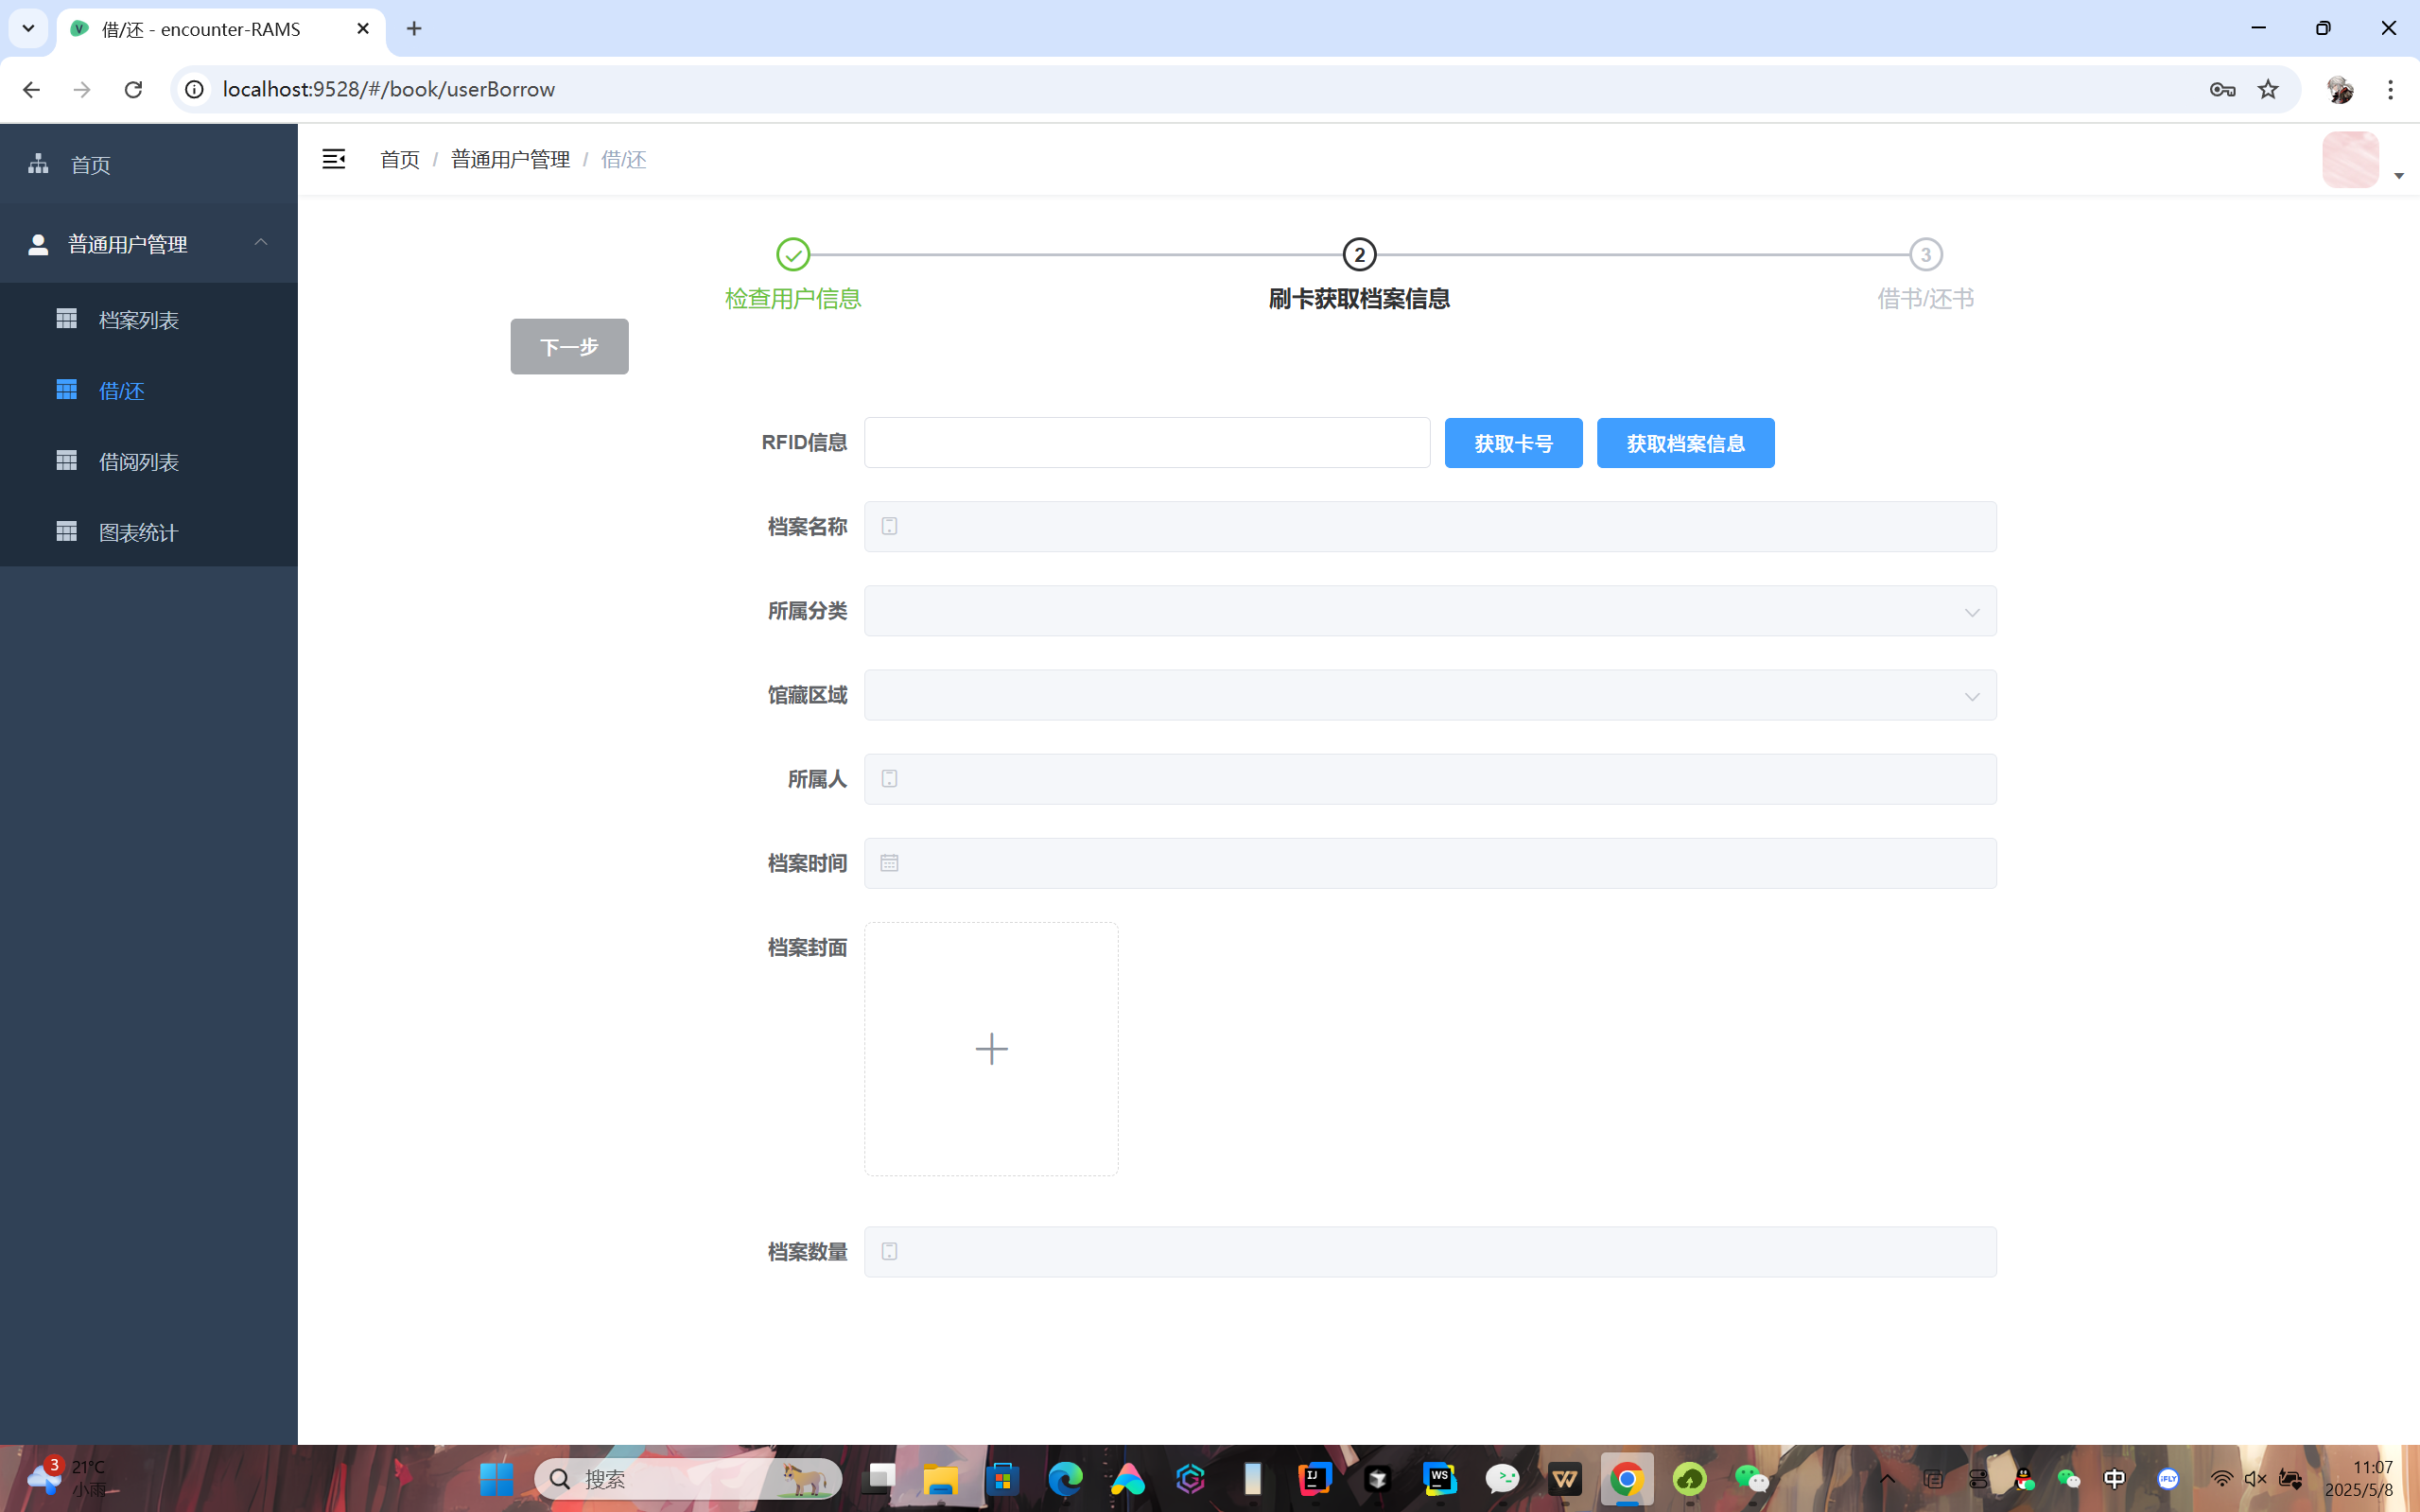 借/还 - encounter-RAMS
localhost:9528/#/book/userBorrow
首页
普通用户管理
档案列表
借/还
借阅列表
图表统计
首页 / 普通用户管理 / 借/还
2
3
检查用户信息
刷卡获取档案信息
借书/还书
下一步
RFID信息
获取卡号
获取档案信息
档案名称
所属分类
馆藏区域
所属人
档案时间
档案封面
档案数量
3
21°C
小雨
搜索
IJ
WS
中
iFLY
11:07
2025/5/8